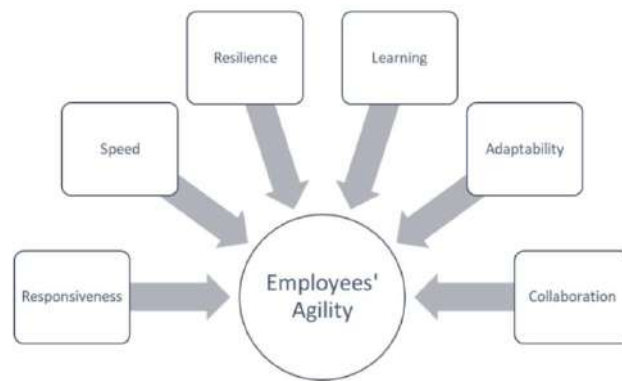 Resilience
Learning
Speed
Adaptability
Responsiveness
Employees'
Agility
Collaboration